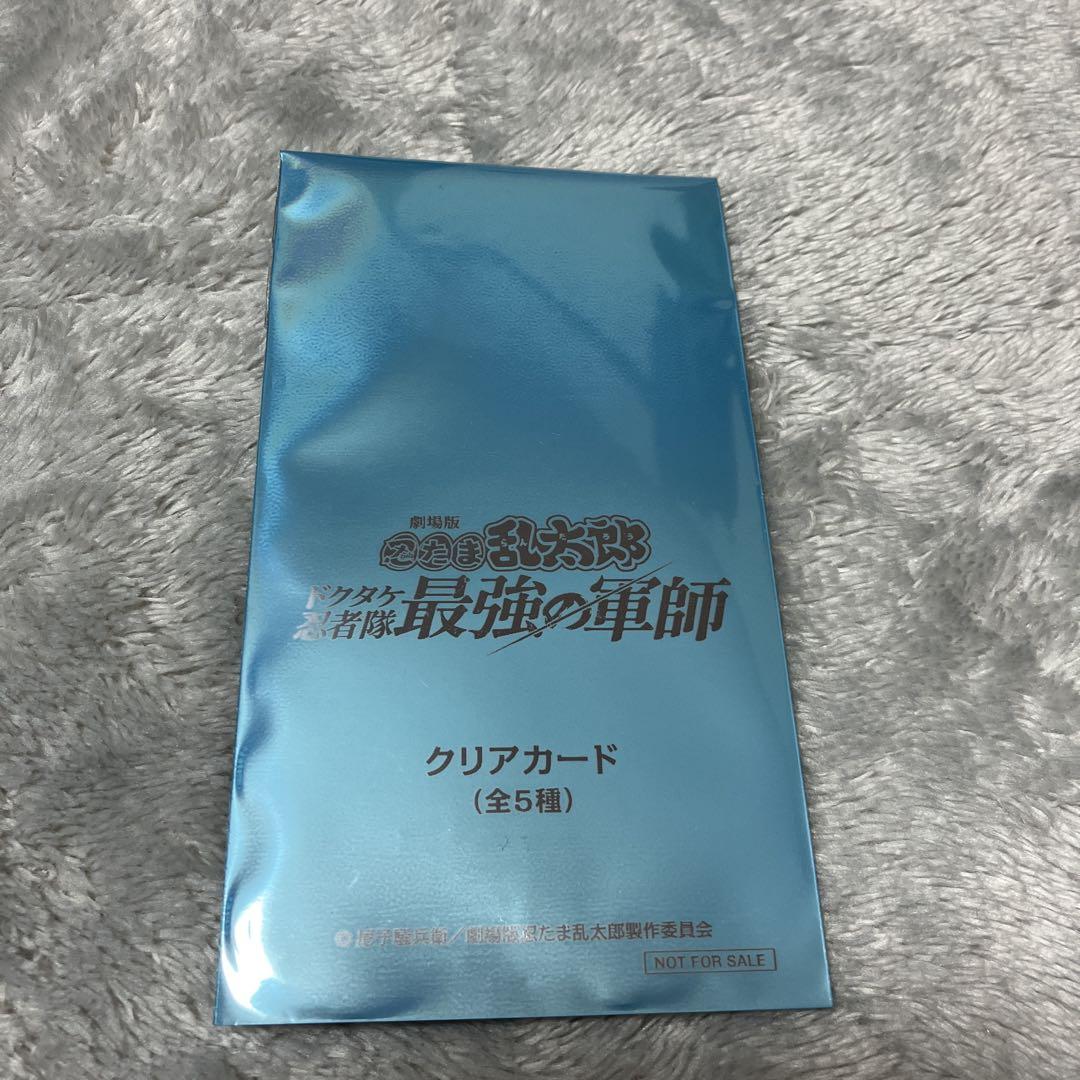 劇場版
忍たま乱太郎
ドクタケ
忍者隊最強の軍師
クリアカード
(全5種)
尼子騒兵衛/劇場版忍たま乱太郎製作委員会
NOT FOR SALE